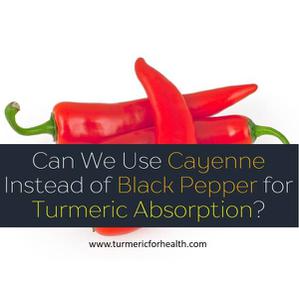 Can We Use Cayenne
Instead of Black Pepper for
Turmeric Absorption?
www.turmericforhealth.com